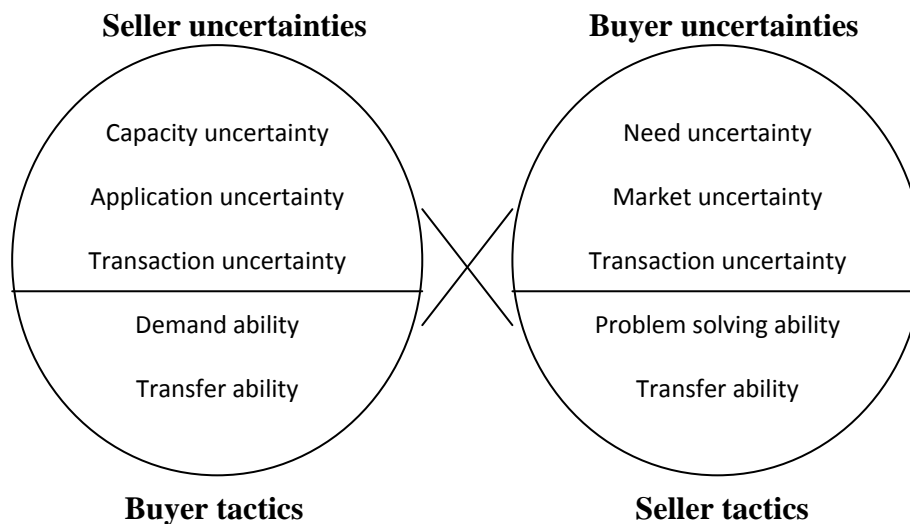 Seller uncertainties
Capacity uncertainty
Application uncertainty
Transaction uncertainty
Demand ability
Transfer ability
Buyer tactics
Buyer uncertainties
Need uncertainty
Market uncertainty
Transaction uncertainty
Problem solving ability
Transfer ability
Seller tactics